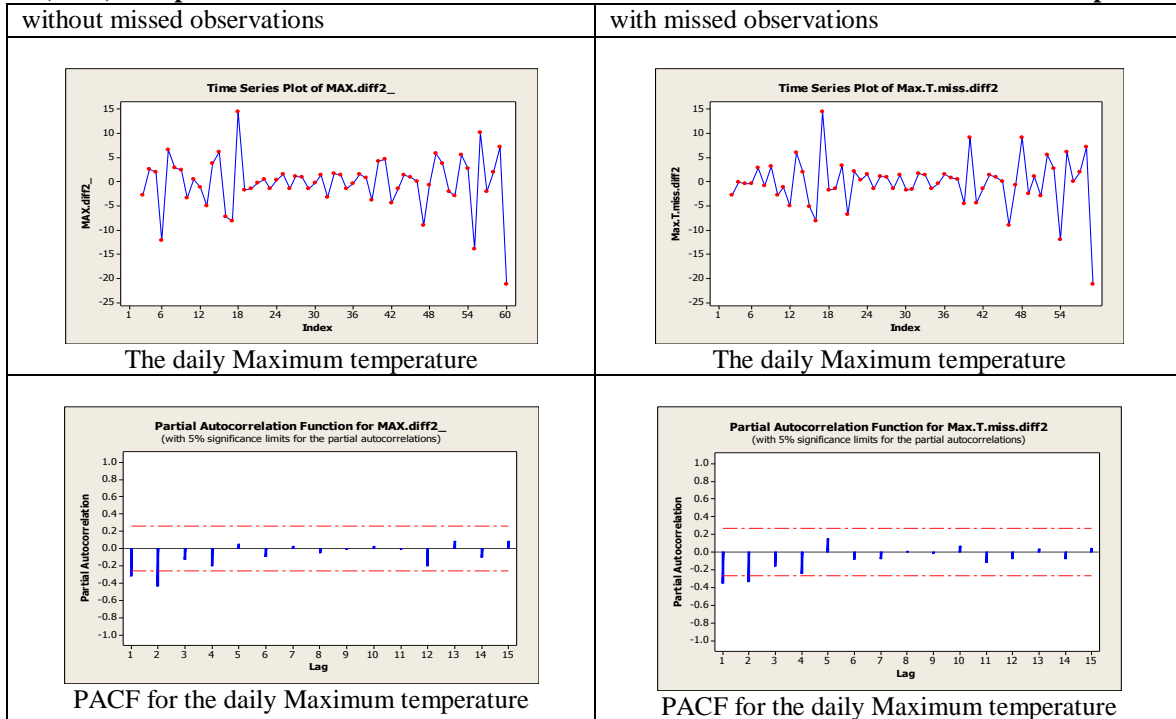 without missed observations
with missed observations
Time Series Plot of MAX.diff2_
MAX.diff2_
15
10
5
0
-5
-10
-15
-20
-25
1 6 12 18 24 30 36 42 48 54 60
Index
The daily Maximum temperature
Time Series Plot of Max.T.miss.diff2
Max.T.miss.diff2
15
10
5
0
-5
-10
-15
-20
-25
1 6 12 18 24 30 36 42 48 54
Index
The daily Maximum temperature
Partial Autocorrelation Function for MAX.diff2_
(with 5% significance limits for the partial autocorrelations)
Partial Autocorrelation
1.0
0.8
0.6
0.4
0.2
0.0
-0.2
-0.4
-0.6
-0.8
-1.0
1 2 3 4 5 6 7 8 9 10 11 12 13 14 15
Lag
PACF for the daily Maximum temperature
Partial Autocorrelation Function for Max.T.miss.diff2
(with 5% significance limits for the partial autocorrelations)
Partial Autocorrelation
1.0
0.8
0.6
0.4
0.2
0.0
-0.2
-0.4
-0.6
-0.8
-1.0
1 2 3 4 5 6 7 8 9 10 11 12 13 14 15
Lag
PACF for the daily Maximum temperature